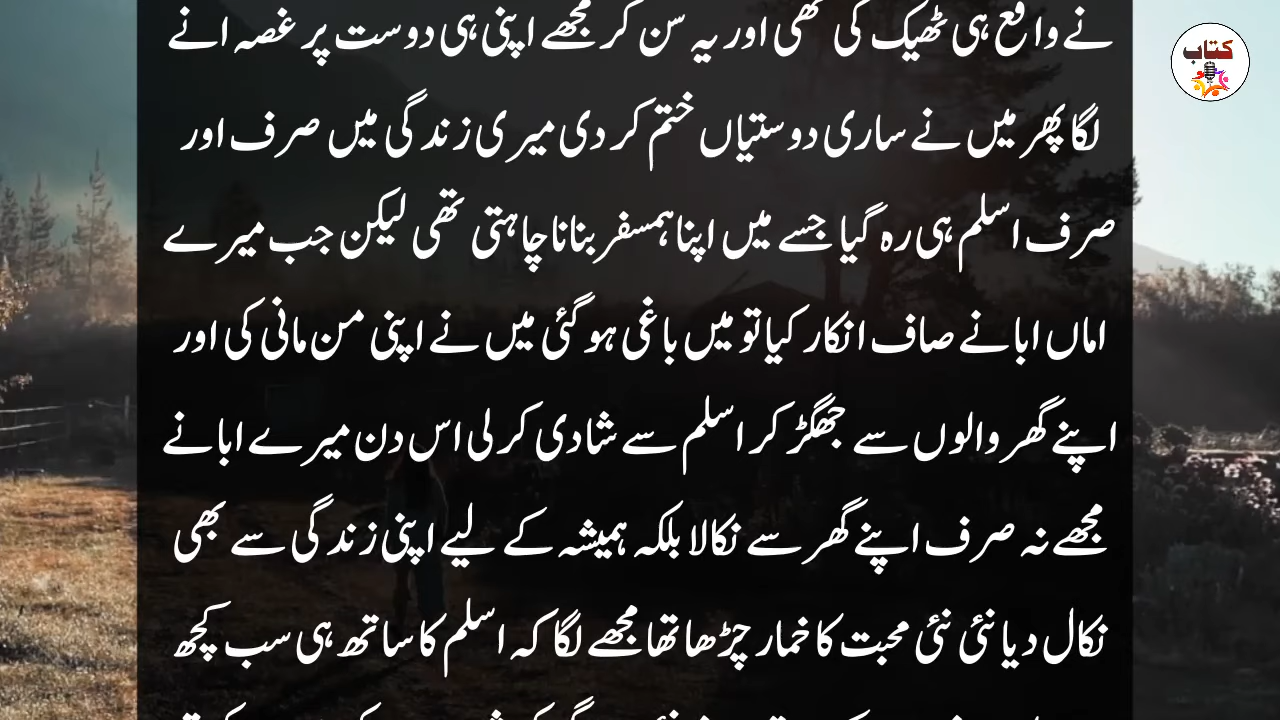 کتاب
نے واقع ہی ٹھیک کی تھی اور یہ سن کر مجھے اپنی ہی دوست پر غصہ انے
لگا پھر میں نے ساری دوستیاں ختم کر دی میری زندگی میں صرف اور
صرف اسلم ہی رہ گیا جسے میں اپنا ہمسفر بنانا چاہتی تھی لیکن جب میرے
اماں ابا نے صاف انکار کیا تو میں باغی ہو گئی میں نے اپنی من مانی کی اور
اپنے گھر والوں سے جھگڑ کر اسلم سے شادی کر لی اس دن میرے ابا نے
مجھے نہ صرف اپنے گھر سے نکالا بلکہ ہمیشہ کے لیے اپنی زندگی سے بھی
نکال دیا نئی نئی محبت کا خمار چڑھا تھا مجھے لگا کہ اسلم کا ساتھ ہی سب کچھ